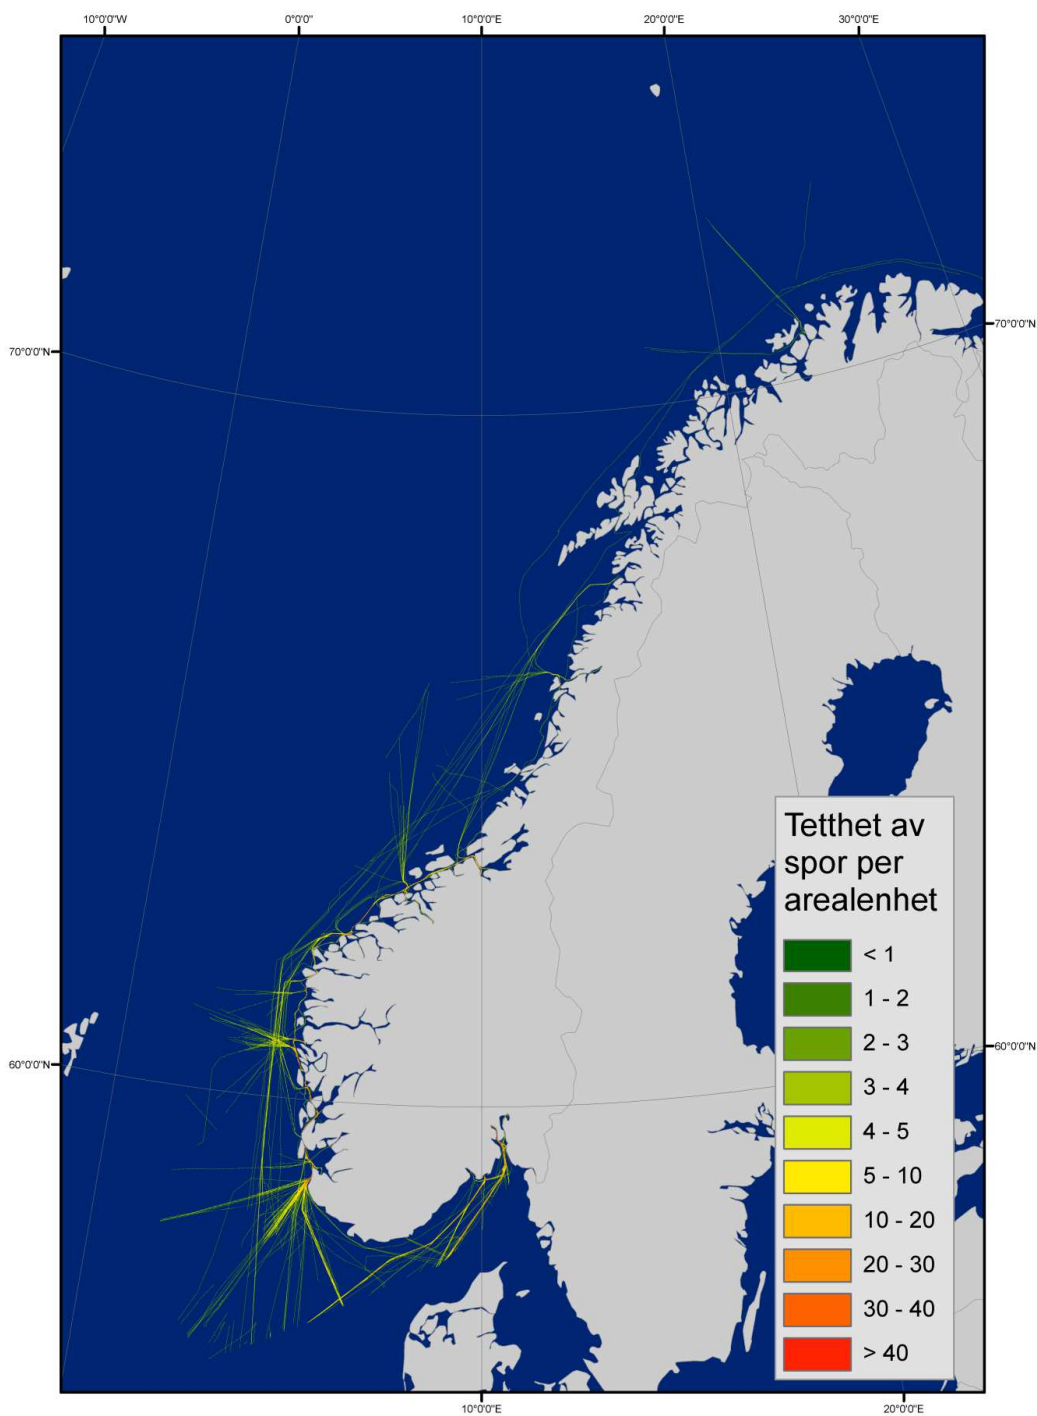 10°0'0"W 0°0'0" 10°0'0"E 20°0'0"E 30°0'0"E
70°0'0"N
70°0'0"N
Tetthet av
spor per
arealenhet
< 1
1 - 2
2 - 3
3 - 4
4 - 5
5 - 10
10 - 20
20 - 30
30 - 40
> 40
60°0'0"N
60°0'0"N
10°0'0"E 20°0'0"E